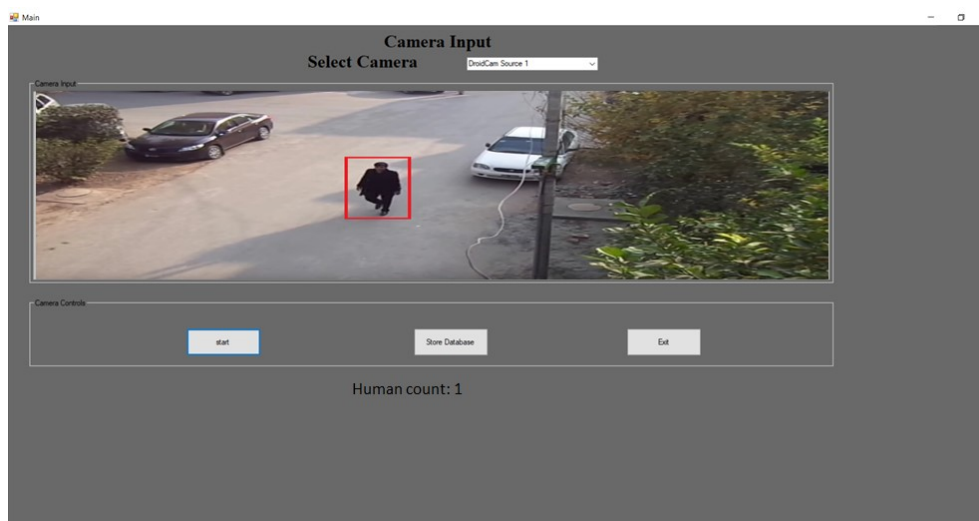 Main
Camera Input
Select Camera
DroidCam Source 1
Camera Input
Camera Controls
start
Store Database
Exit
Human count: 1